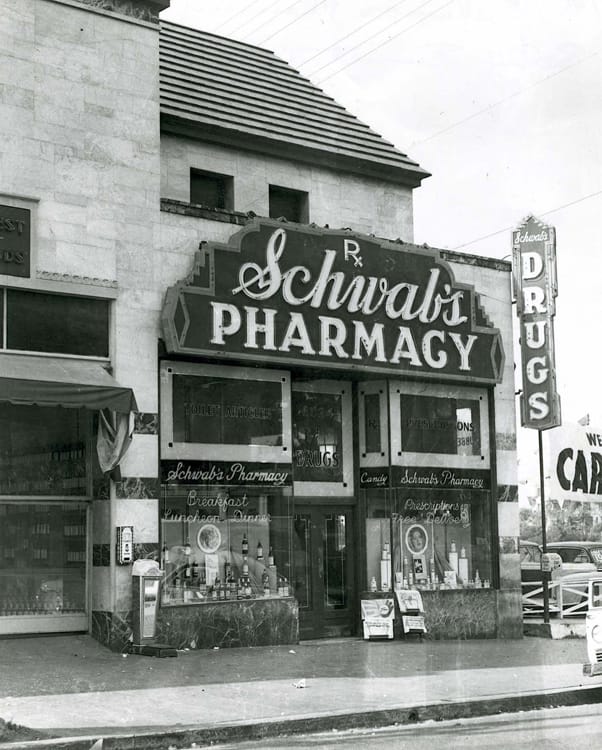 Rx
Schwab's
PHARMACY
Schwab's
DRUGS
TOILET ARTICLES
DRUGS
Schwab's Pharmacy
Candy
Schwab's Pharmacy
Breakfast
Luncheon Dinner
Prescriptions
Free Delivery
WE
CAR